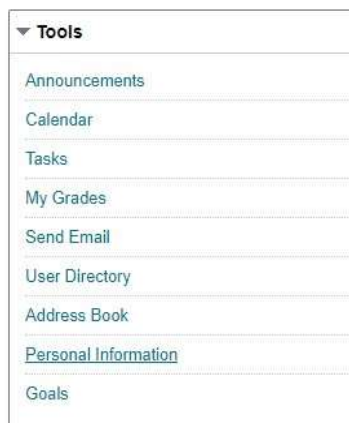 Tools
Announcements
Calendar
Tasks
My Grades
Send Email
User Directory
Address Book
Personal Information
Goals